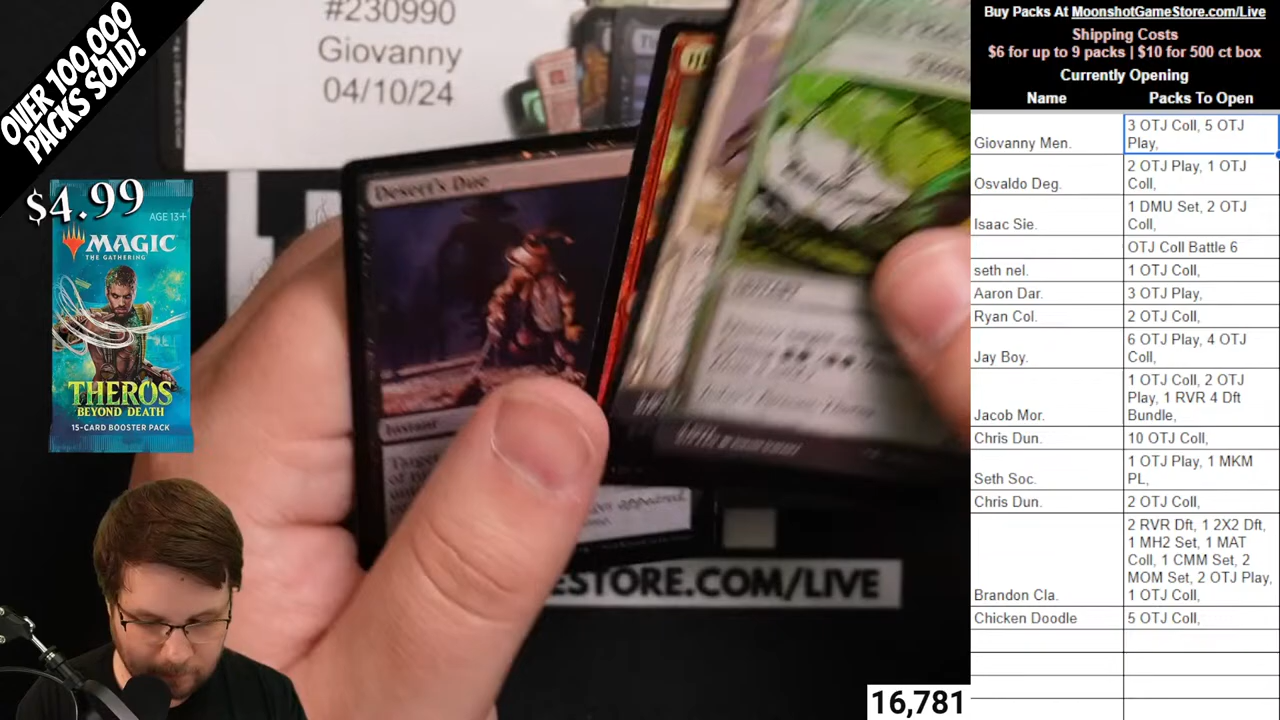 OVER 100,000
PACKS SOLD!
$4.99
AGE 13+
MAGIC
THE GATHERING
THEROS
BEYOND DEATH
15-CARD BOOSTER PACK
#230990
Giovanny
04/10/24
Desert's Due
Instant
appeared,
ESTORE.COM/LIVE
16,781
Buy Packs At MoonshotGameStore.com/Live
Shipping Costs
$6 for up to 9 packs | $10 for 500 ct box
Currently Opening
Name Packs To Open
Giovanny Men. 3 OTJ Coll, 5 OTJ
Play,
Osvaldo Deg. 2 OTJ Play, 1 OTJ
Coll,
Isaac Sie. 1 DMU Set, 2 OTJ
Coll,
OTJ Coll Battle 6
seth nel. 1 OTJ Coll,
Aaron Dar. 3 OTJ Play,
Ryan Col. 2 OTJ Coll,
Jay Boy. 6 OTJ Play, 4 OTJ
Coll,
Jacob Mor. 1 OTJ Coll, 2 OTJ
Play, 1 RVR 4 Dft
Bundle,
Chris Dun. 10 OTJ Coll,
Seth Soc. 1 OTJ Play, 1 MKM
PL,
Chris Dun. 2 OTJ Coll,
Brandon Cla. 2 RVR Dft, 1 2X2 Dft,
1 MH2 Set, 1 MAT
Coll, 1 CMM Set, 2
MOM Set, 2 OTJ Play,
1 OTJ Coll,
Chicken Doodle 5 OTJ Coll,